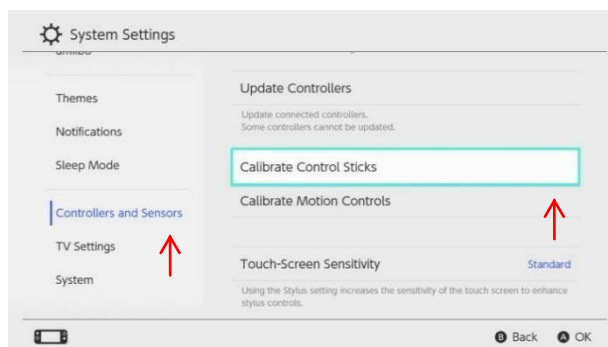 System Settings
amiibo
Themes
Notifications
Sleep Mode
Controllers and Sensors
TV Settings
System
Update Controllers
Update connected controllers.
Some controllers cannot be updated.
Calibrate Control Sticks
Calibrate Motion Controls
Touch-Screen Sensitivity
Standard
Using the Stylus setting increases the sensitivity of the touch screen to enhance
stylus controls.
B Back
A OK